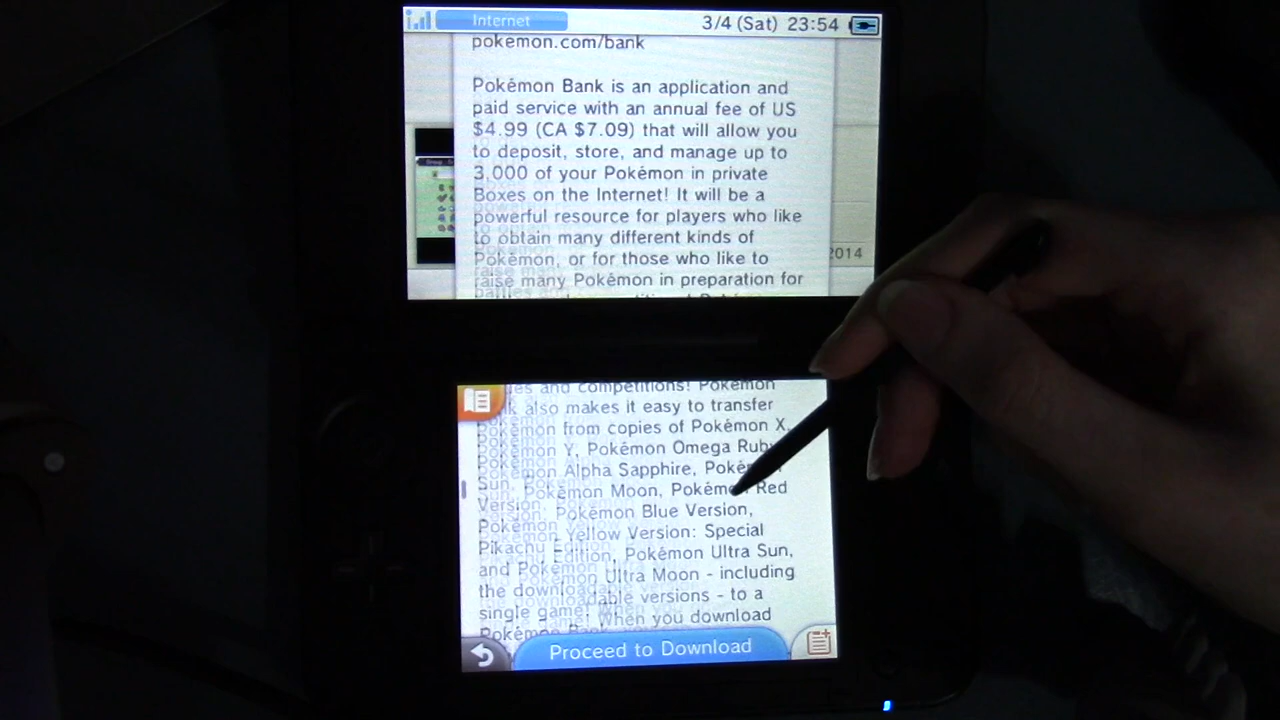 Internet
3/4 (Sat) 23:54
pokemon.com/bank
Pokémon Bank is an application and
paid service with an annual fee of US
$4.99 (CA $7.09) that will allow you
to deposit, store, and manage up to
3,000 of your Pokémon in private
Boxes on the Internet! It will be a
powerful resource for players who like
to obtain many different kinds of
Pokémon, or for those who like to
raise many Pokémon in preparation for
2014
and competitions! Pokémon
also makes it easy to transfer
Pokémon from copies of Pokémon X,
Pokémon Y, Pokémon Omega Ruby
Pokémon Alpha Sapphire,
Sun, Pokémon Moon, Pokémon Red
Version, Pokémon Blue Version,
Pokémon Yellow Version: Special
Pikachu Edition, Pokémon Ultra Sun,
and Pokémon Ultra Moon - including
the downloadable versions - to a
single game! When you download
Pokémon
Proceed to Download